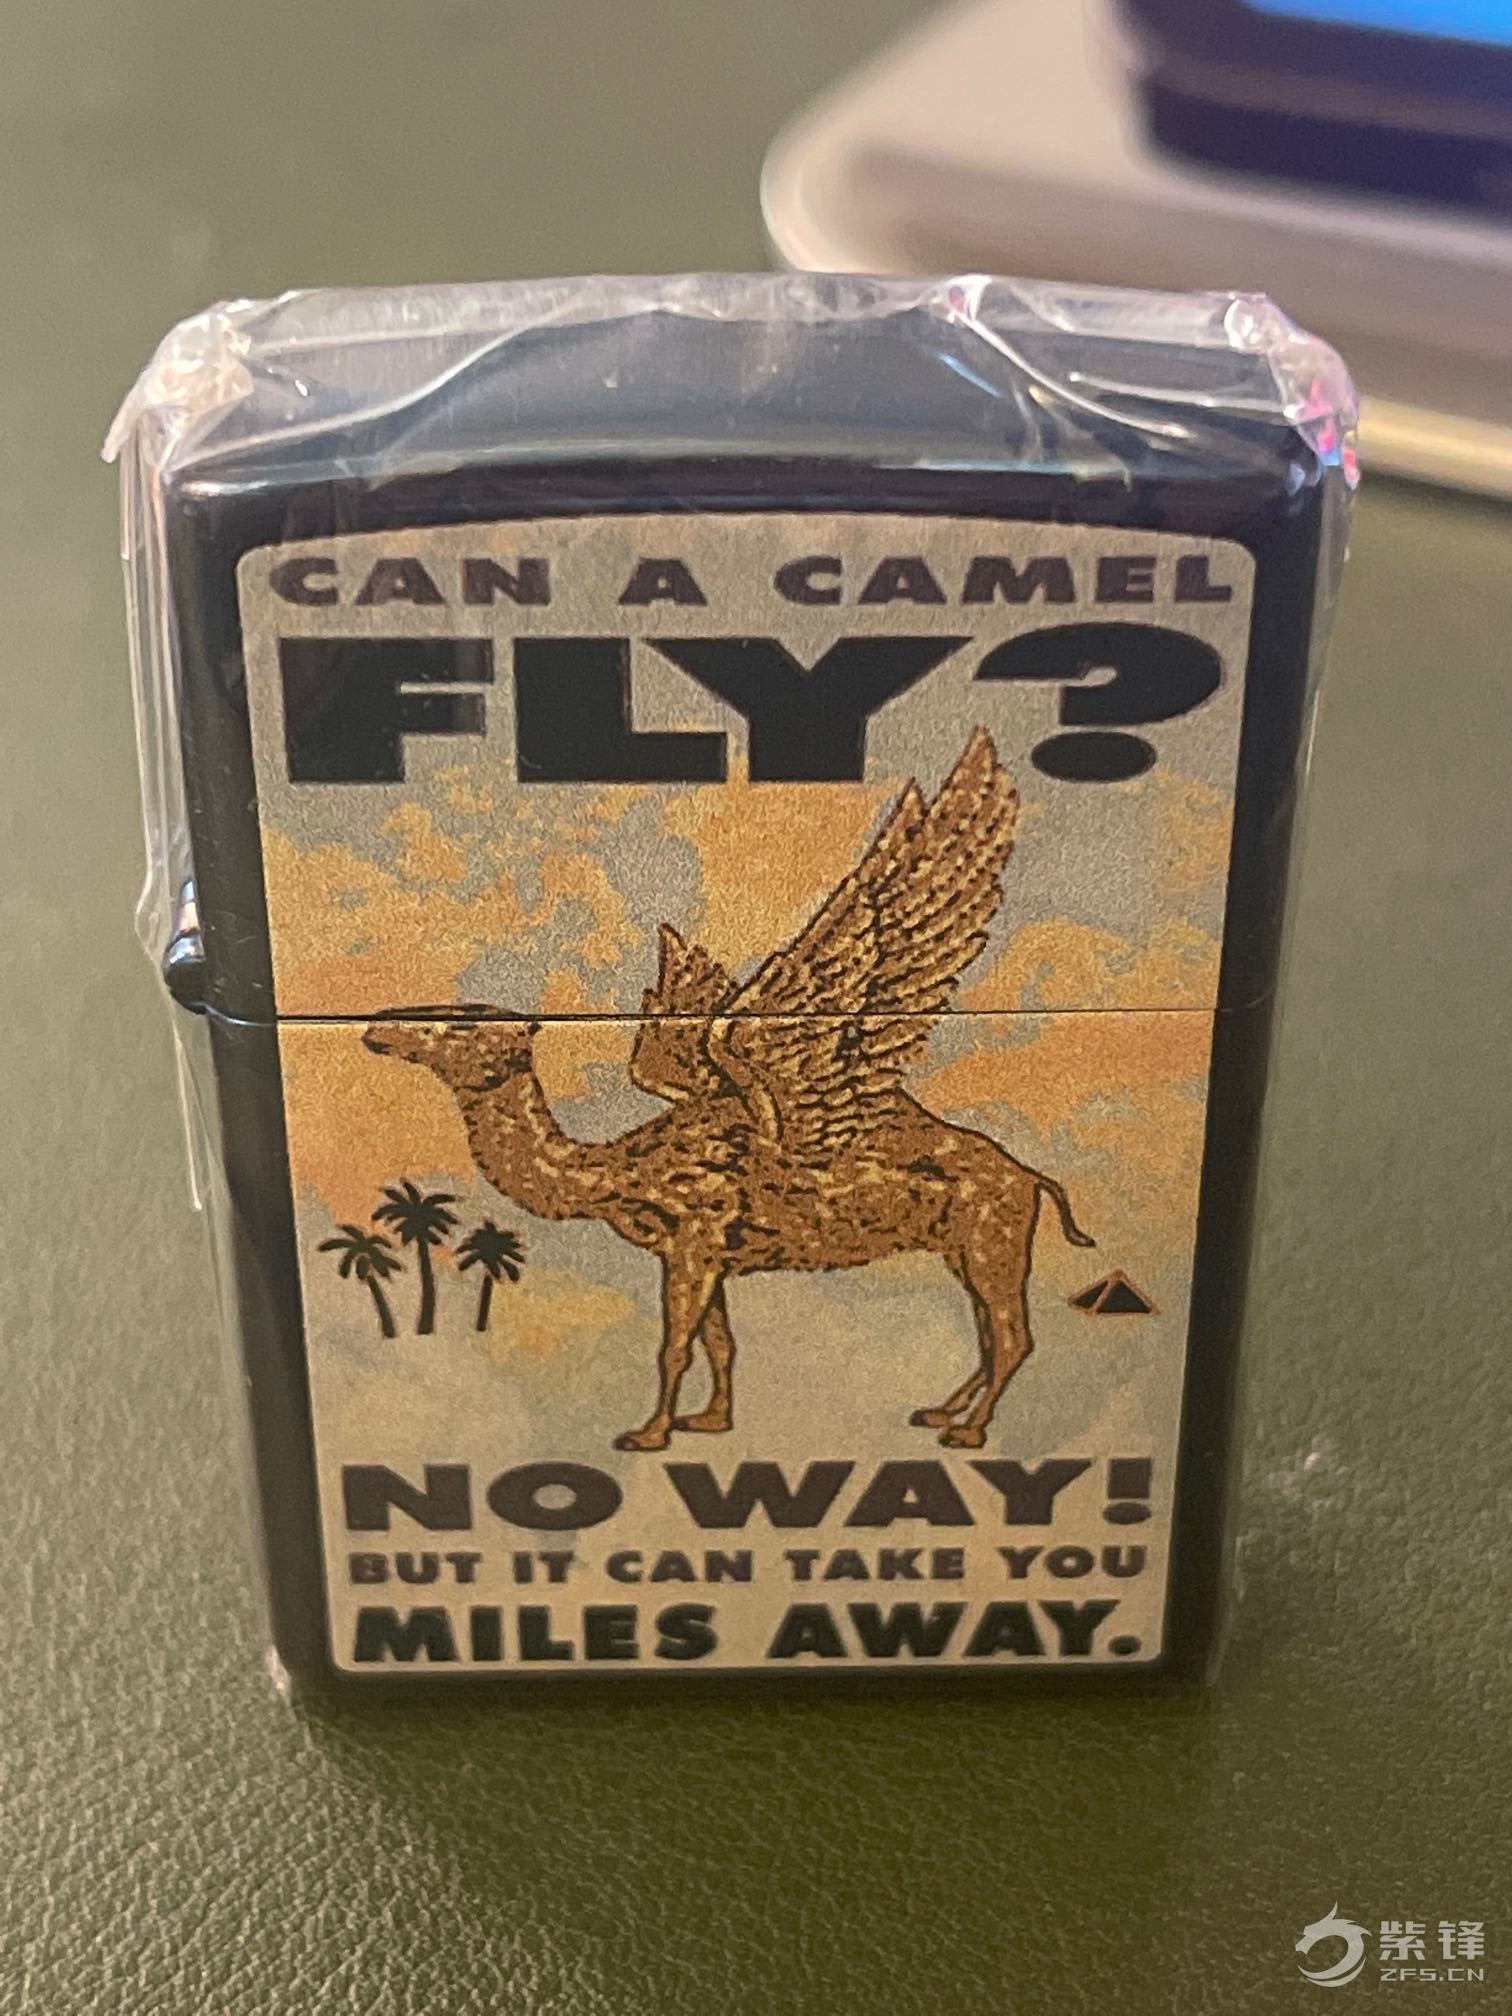 CAN A CAMEL
FLY?
NO WAY!
BUT IT CAN TAKE YOU
MILES AWAY.
紫锋
ZFS.CN